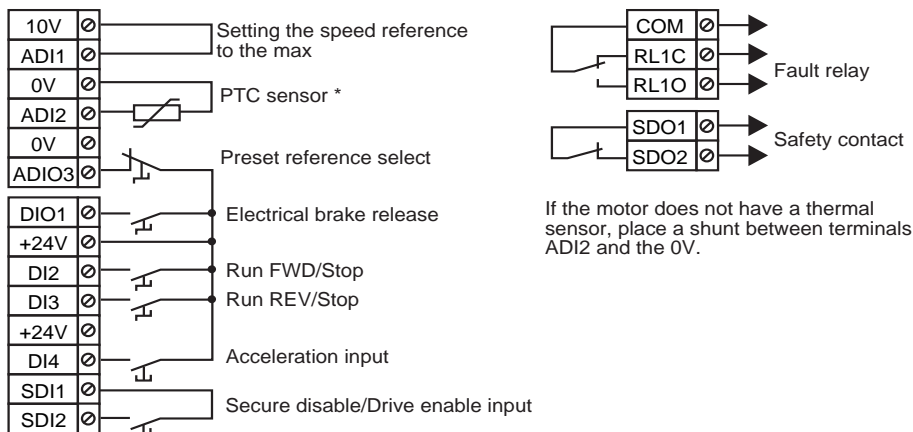 10V
ADI1
Setting the speed reference
to the max
0V
ADI2
PTC sensor *
0V
ADIO3
Preset reference select
DIO1
Electrical brake release
+24V
DI2
Run FWD/Stop
DI3
Run REV/Stop
+24V
DI4
Acceleration input
SDI1
SDI2
Secure disable/Drive enable input
COM
RL1C
RL1O
Fault relay
SDO1
SDO2
Safety contact
If the motor does not have a thermal
sensor, place a shunt between terminals
ADI2 and the 0V.